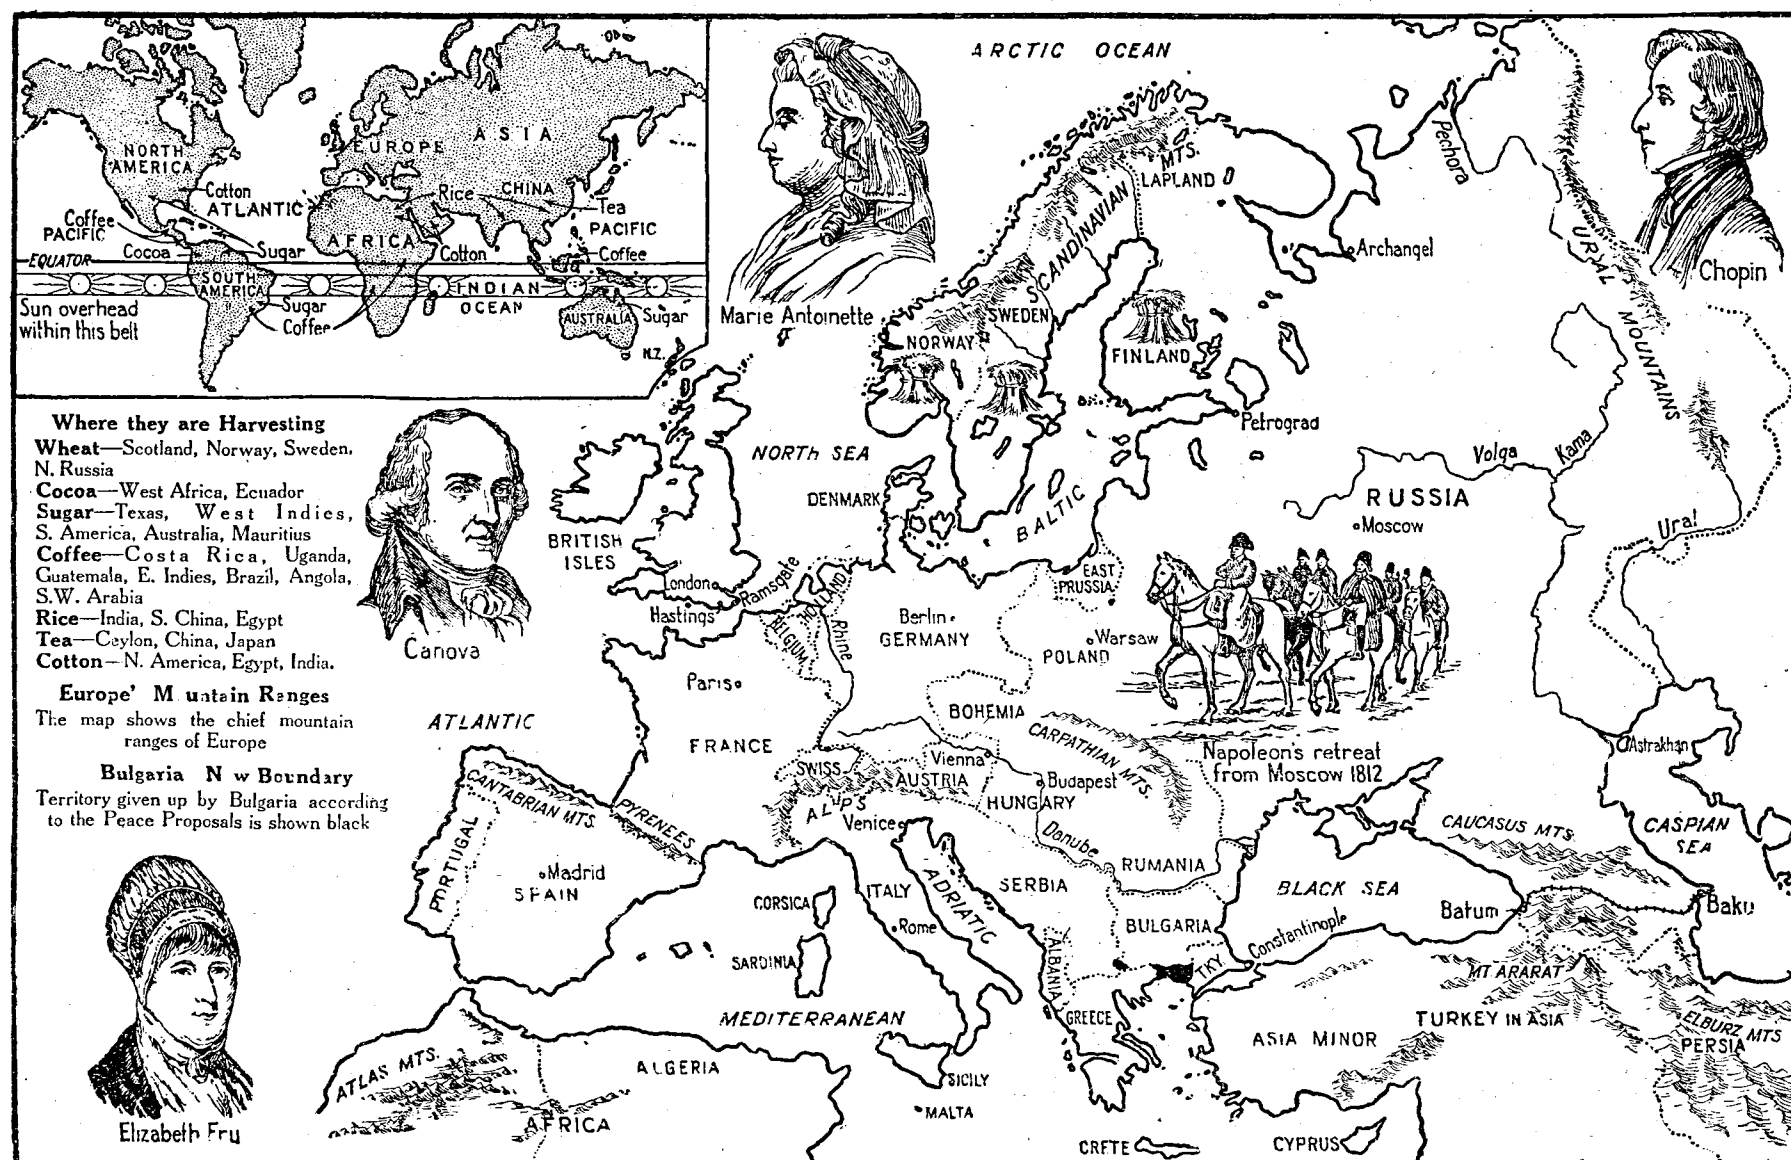 ARCTIC OCEAN
NORTH
AMERICA
EUROPE
ASIA
Cotton
ATLANTIC
Rice
CHINA
Tea
PACIFIC
Coffee
PACIFIC
AFRICA
EQUATOR
Cocoa
Sugar
Cotton
Coffee
SOUTH
AMERICA
INDIAN
OCEAN
Sun overhead
within this belt
Sugar
Coffee
AUSTRALIA
Sugar
N.Z.
Marie Antoinette
Chopin
Where they are Harvesting
Wheat—Scotland, Norway, Sweden,
N. Russia
Cocoa—West Africa, Ecuador
Sugar—Texas, West Indies,
S. America, Australia, Mauritius
Coffee—Costa Rica, Uganda,
Guatemala, E. Indies, Brazil, Angola,
S.W. Arabia
Rice—India, S. China, Egypt
Tea—Ceylon, China, Japan
Cotton—N. America, Egypt, India.
Europe' M untain Ranges
The map shows the chief mountain
ranges of Europe
Bulgaria N w Boundary
Territory given up by Bulgaria according
to the Peace Proposals is shown black
Canova
Elizabeth Fry
Pechora
MTS.
LAPLAND
SCANDINAVIAN
Archangel
URAL
MOUNTAINS
SWEDEN
NORWAY
FINLAND
Petrograd
NORTH SEA
DENMARK
BALTIC
Volga
Kama
RUSSIA
Moscow
Ural
BRITISH
ISLES
London
Ramsgate
Hastings
HOLLAND
BELGIUM
Rhine
EAST
PRUSSIA
Berlin
GERMANY
Warsaw
POLAND
Paris
BOHEMIA
ATLANTIC
FRANCE
CARPATHIAN MTS.
Napoleon's retreat
from Moscow 1812
Astrakhan
SWISS
Vienna
AUSTRIA
Budapest
HUNGARY
CANTABRIAN MTS.
PYRENEES
ALPS
Venice
Danube
RUMANIA
CAUCASUS MTS.
CASPIAN
SEA
PORTUGAL
Madrid
SPAIN
CORSICA
ITALY
ADRIATIC
SERBIA
BLACK SEA
Batum
Baku
Rome
BULGARIA
Constantinople
SARDINIA
ALBANIA
TKY.
MT ARARAT
MEDITERRANEAN
GREECE
ASIA MINOR
TURKEY IN ASIA
ELBURZ MTS
PERSIA
ATLAS MTS.
ALGERIA
SICILY
MALTA
AFRICA
CRETE
CYPRUS